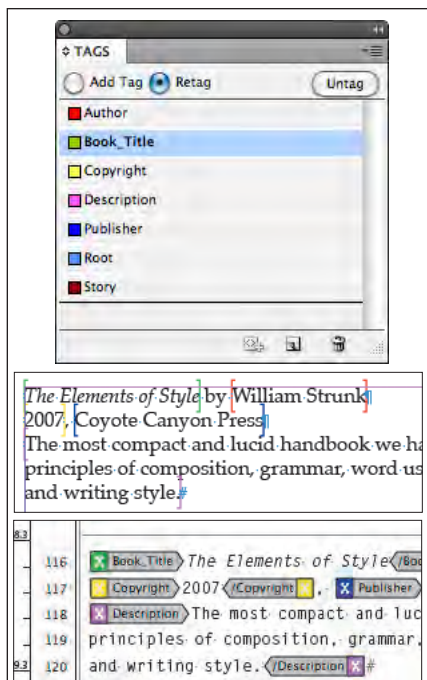 TAGS
Add Tag Retag Untag
Author
Book_Title
Copyright
Description
Publisher
Root
Story
The Elements of Style by William Strunk
2007, Coyote Canyon Press
The most compact and lucid handbook we ha
principles of composition, grammar, word us
and writing style.#
8.3
116 Book_Title The Elements of Style /Boo
117 Copyright 2007 /Copyright , Publisher
118 Description The most compact and luc
119 principles of composition, grammar,
9.3 120 and writing style. /Description #